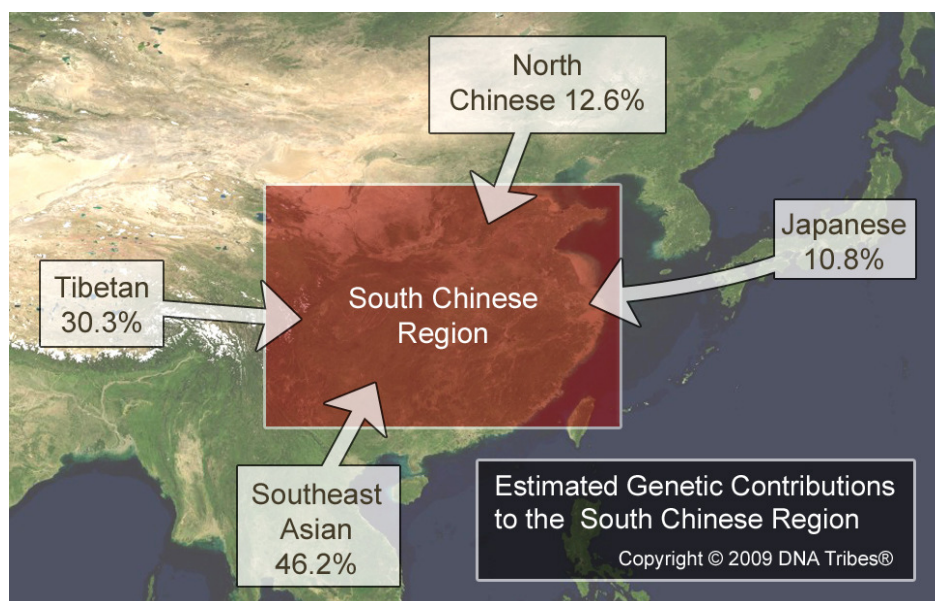 North
Chinese 12.6%
Japanese
10.8%
Tibetan
30.3%
South Chinese
Region
Southeast
Asian
46.2%
Estimated Genetic Contributions
to the South Chinese Region
Copyright © 2009 DNA Tribes®